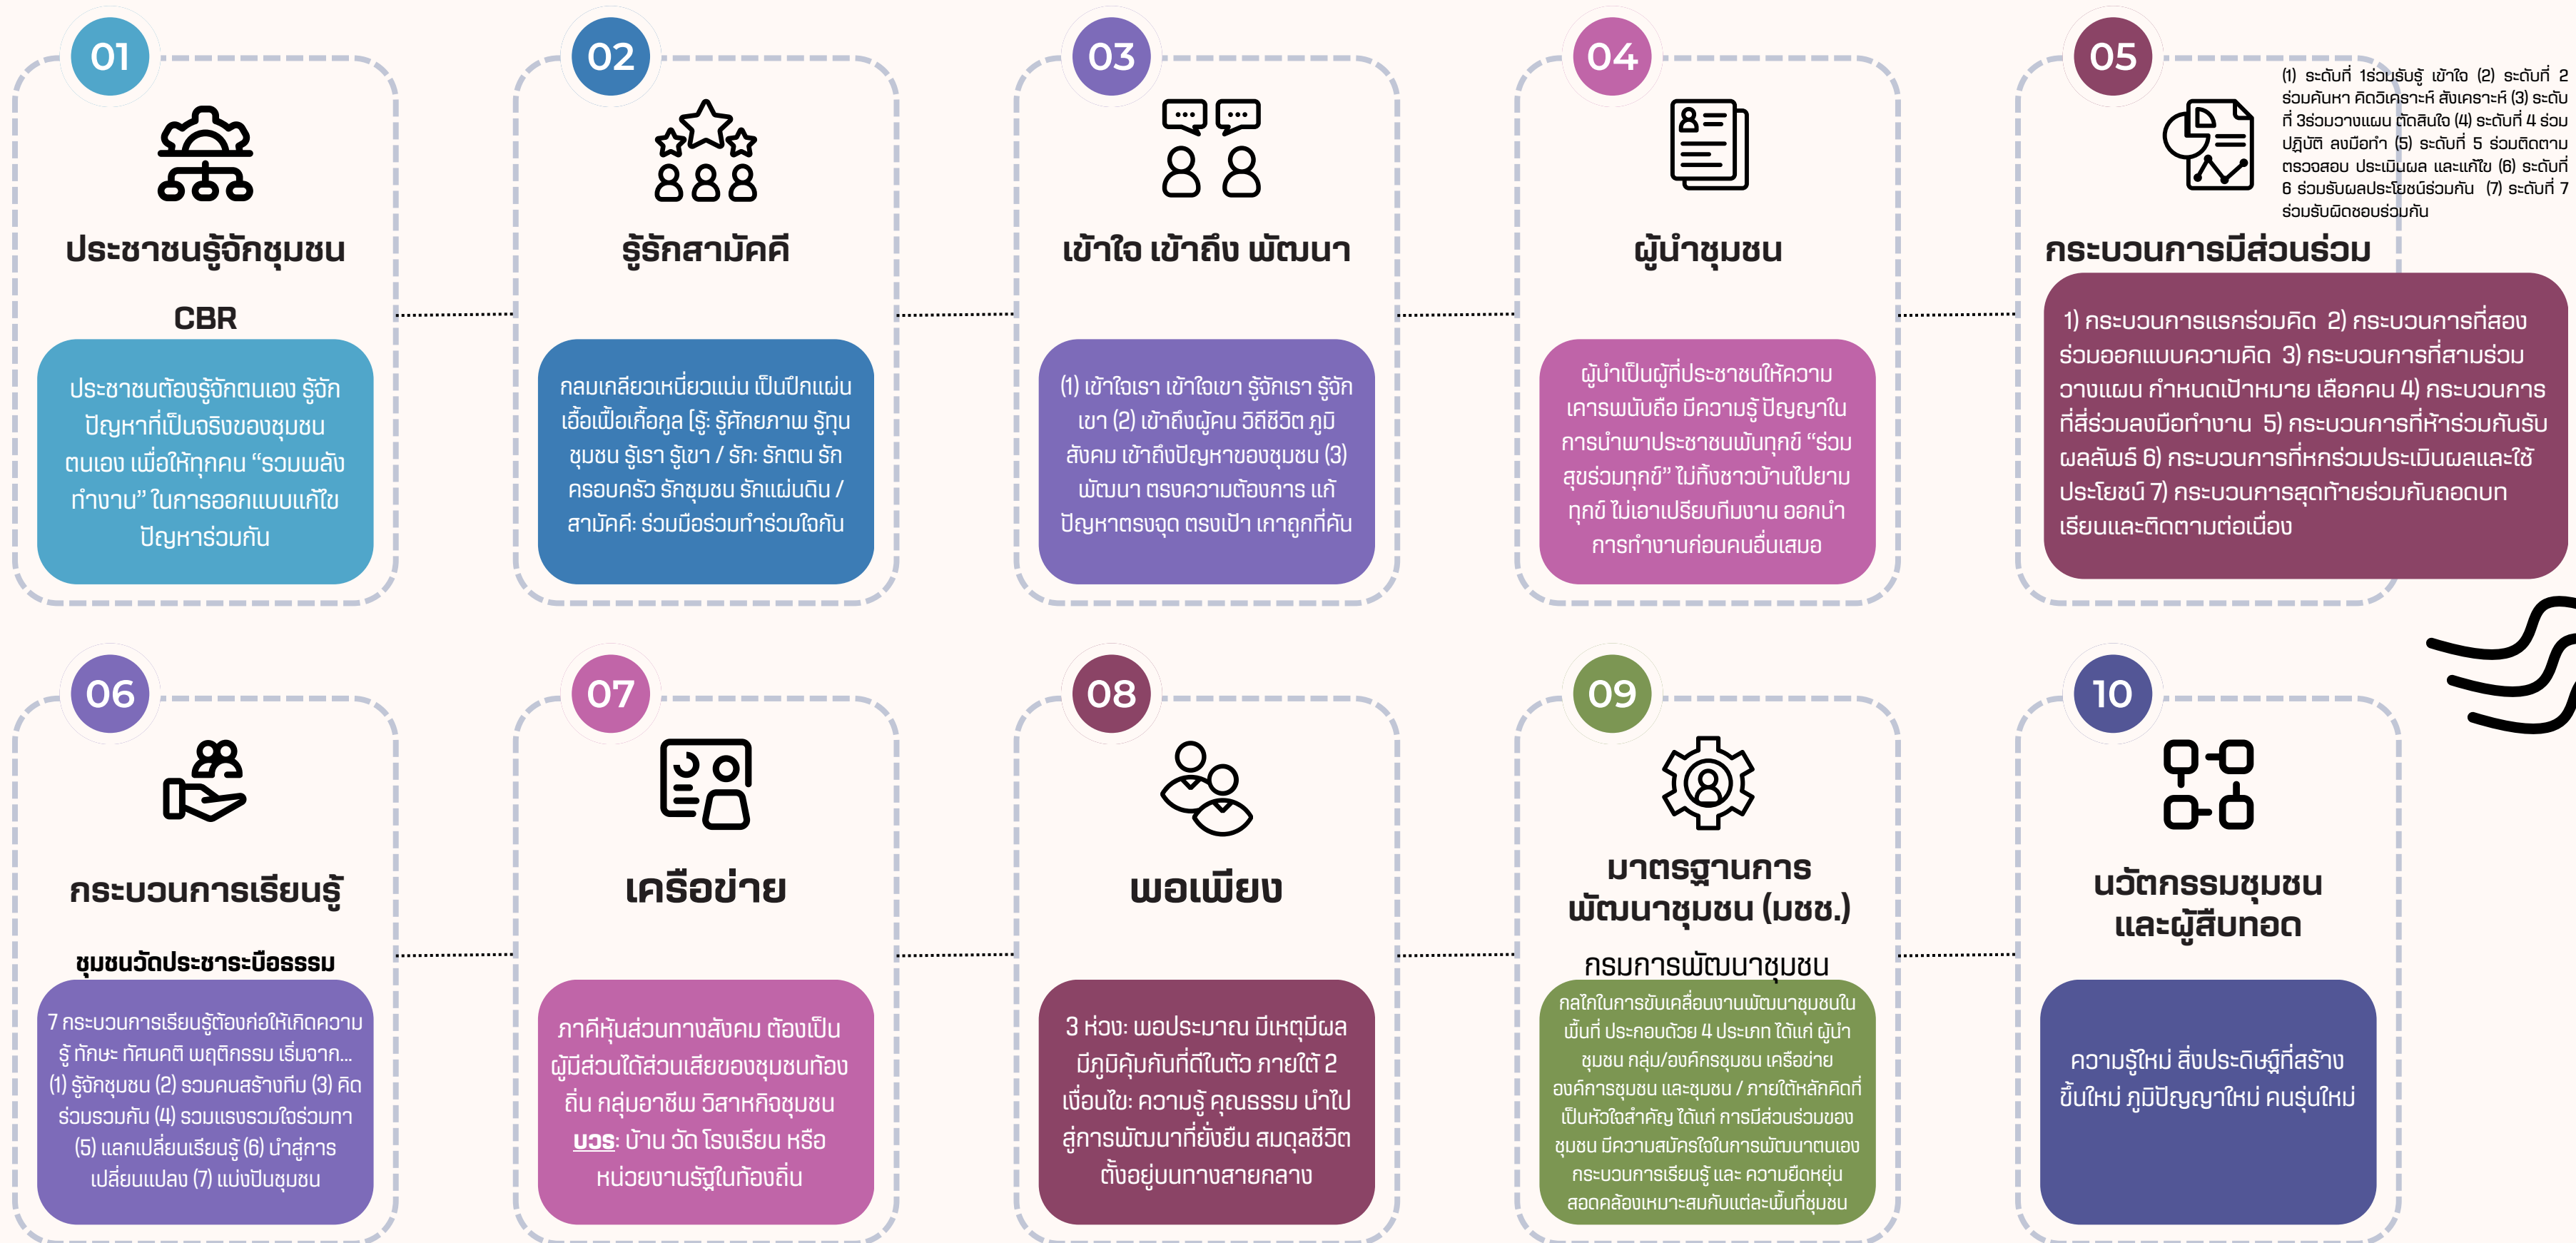 01
ประชาชนรู้จักชุมชน
CBR
ประชาชนต้องรู้จักตนเอง รู้จัก
ปัญหาที่เป็นจริงของชุมชน
ตนเอง เพื่อให้ทุกคน “รวมพลัง
ทำงาน” ในการออกแบบแก้ไข
ปัญหาร่วมกัน
02
รู้รักสามัคคี
กลมเกลียวเหนี่ยวแน่น เป็นปึกแผ่น
เอื้อเฟื้อเกื้อกูล [รู้: รู้ศักยภาพ รู้ทุน
ชุมชน รู้เรา รู้เขา / รัก: รักตน รัก
ครอบครัว รักชุมชน รักแผ่นดิน /
สามัคคี: ร่วมมือร่วมทำร่วมใจกัน
03
เข้าใจ เข้าถึง พัฒนา
(1) เข้าใจเรา เข้าใจเขา รู้จักเรา รู้จัก
เขา (2) เข้าถึงผู้คน วิถีชีวิต ภูมิ
สังคม เข้าถึงปัญหาของชุมชน (3)
พัฒนา ตรงความต้องการ แก้
ปัญหาตรงจุด ตรงเป้า เกาถูกที่คัน
04
ผู้นำชุมชน
ผู้นำเป็นผู้ที่ประชาชนให้ความ
เคารพนับถือ มีความรู้ ปัญญาใน
การนำพาประชาชนพ้นทุกข์ “ร่วม
สุขร่วมทุกข์” ไม่ทิ้งชาวบ้านไปยาม
ทุกข์ ไม่เอาเปรียบทีมงาน ออกนำ
การทำงานก่อนคนอื่นเสมอ
05
(1) ระดับที่ 1ร่วมรับรู้ เข้าใจ (2) ระดับที่ 2
ร่วมค้นหา คิดวิเคราะห์ สังเคราะห์ (3) ระดับ
ที่ 3ร่วมวางแผน ตัดสินใจ (4) ระดับที่ 4 ร่วม
ปฏิบัติ ลงมือทำ (5) ระดับที่ 5 ร่วมติดตาม
ตรวจสอบ ประเมินผล และแก้ไข (6) ระดับที่
6 ร่วมรับผลประโยชน์ร่วมกัน (7) ระดับที่ 7
ร่วมรับผิดชอบร่วมกัน
กระบวนการมีส่วนร่วม
1) กระบวนการแรกร่วมคิด 2) กระบวนการที่สอง
ร่วมออกแบบความคิด 3) กระบวนการที่สามร่วม
วางแผน กำหนดเป้าหมาย เลือกคน 4) กระบวนการ
ที่สี่ร่วมลงมือทำงาน 5) กระบวนการที่ห้าร่วมกันรับ
ผลลัพธ์ 6) กระบวนการที่หกร่วมประเมินผลและใช้
ประโยชน์ 7) กระบวนการสุดท้ายร่วมกันถอดบท
เรียนและติดตามต่อเนื่อง
06
กระบวนการเรียนรู้
ชุมชนวัดประชาระบือธรรม
7 กระบวนการเรียนรู้ต้องก่อให้เกิดความ
รู้ ทักษะ ทัศนคติ พฤติกรรม เริ่มจาก...
(1) รู้จักชุมชน (2) รวมคนสร้างทีม (3) คิด
ร่วมรวมกัน (4) รวมแรงรวมใจร่วมทา
(5) แลกเปลี่ยนเรียนรู้ (6) นำสู่การ
เปลี่ยนแปลง (7) แบ่งปันชุมชน
07
เครือข่าย
ภาคีหุ้นส่วนทางสังคม ต้องเป็น
ผู้มีส่วนได้ส่วนเสียของชุมชนท้อง
ถิ่น กลุ่มอาชีพ วิสาหกิจชุมชน
บวร: บ้าน วัด โรงเรียน หรือ
หน่วยงานรัฐในท้องถิ่น
08
พอเพียง
3 ห่วง: พอประมาณ มีเหตุมีผล
มีภูมิคุ้มกันที่ดีในตัว ภายใต้ 2
เงื่อนไข: ความรู้ คุณธรรม นำไป
สู่การพัฒนาที่ยั่งยืน สมดุลชีวิต
ตั้งอยู่บนทางสายกลาง
09
มาตรฐานการ
พัฒนาชุมชน (มชช.)
กรมการพัฒนาชุมชน
กลไกในการขับเคลื่อนงานพัฒนาชุมชนใน
พื้นที่ ประกอบด้วย 4 ประเภท ได้แก่ ผู้นำ
ชุมชน กลุ่ม/องค์กรชุมชน เครือข่าย
องค์การชุมชน และชุมชน / ภายใต้หลักคิดที่
เป็นหัวใจสำคัญ ได้แก่ การมีส่วนร่วมของ
ชุมชน มีความสมัครใจในการพัฒนาตนเอง
กระบวนการเรียนรู้ และ ความยืดหยุ่น
สอดคล้องเหมาะสมกับแต่ละพื้นที่ชุมชน
10
นวัตกรรมชุมชน
และผู้สืบทอด
ความรู้ใหม่ สิ่งประดิษฐ์ที่สร้าง
ขึ้นใหม่ ภูมิปัญญาใหม่ คนรุ่นใหม่